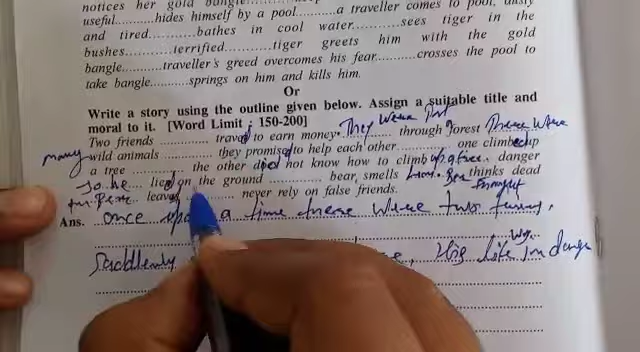 notices her gold bangle
useful............hides himself by a pool............a traveller comes to pool, dusty
and tired............bathes in cool water............sees tiger in the
bushes............terrified............tiger greets him with the gold
bangle............traveller's greed overcomes his fear............crosses the pool to
take bangle............springs on him and kills him.
Or
Write a story using the outline given below. Assign a suitable title and
moral to it. [Word Limit : 150-200]
Two friends ............ travel to earn money. They were ............ through forest There were
many wild animals ............ they promised to help each other ............ one climbed up
a tree ............ the other did not know how to climb up a tree. danger
So he .... lied on the ground ............ bear, smells him. thinks dead
leaves ............ never rely on false friends. thought
Ans. Once a time there were two
Suddenly his life in danger